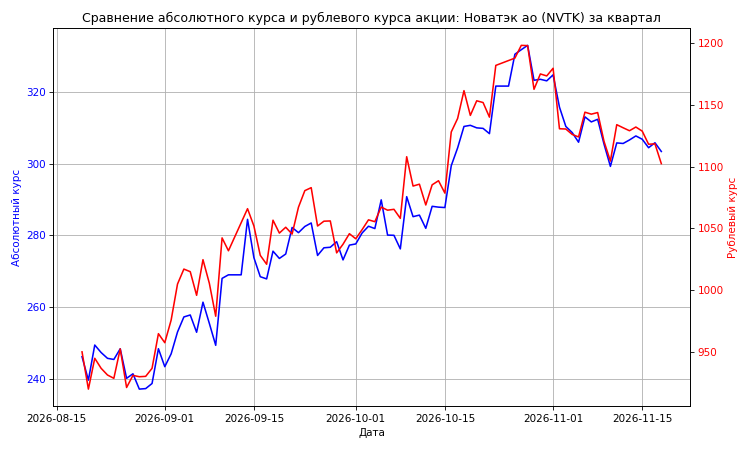 Сравнение абсолютного курса и рублевого курса акции: Новатэк ао (NVTK) за квартал
Абсолютный курс
320
300
280
260
240
1200
1150
1100
1050
1000
950
Рублевый курс
2026-08-15 2026-09-01 2026-09-15 2026-10-01 2026-10-15 2026-11-01 2026-11-15
Дата